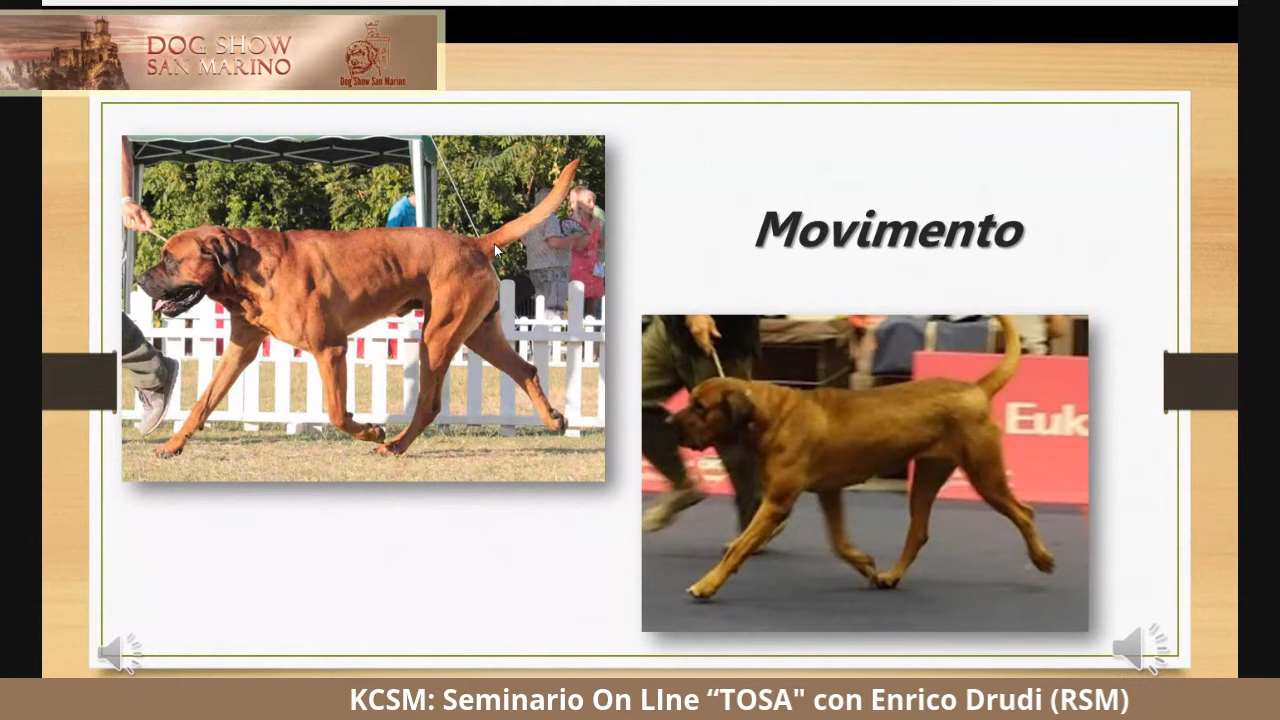 DOG SHOW
SAN MARINO
Dog Show San Marino
Movimento
Euk
KCSM: Seminario On LIne “TOSA" con Enrico Drudi (RSM)